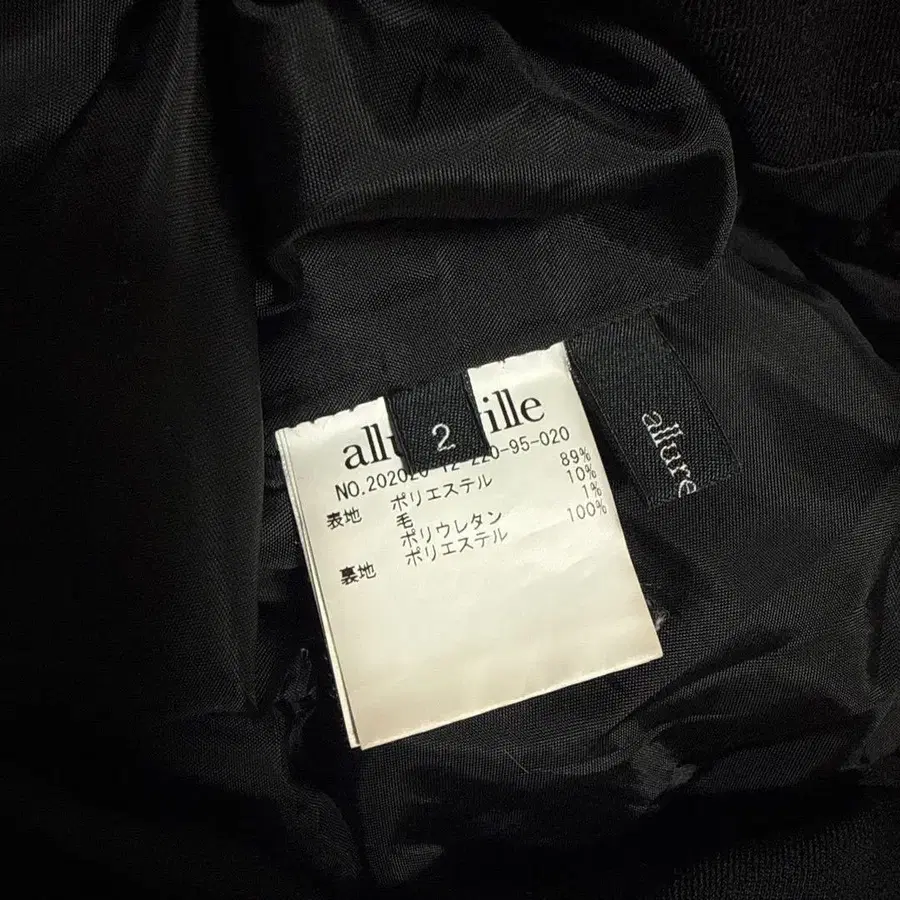 allu ille
2
NO.202020-12-220-95-020
表地 ポリエステル 89%
毛 10%
ポリウレタン 1%
裏地 ポリエステル 100%
allure